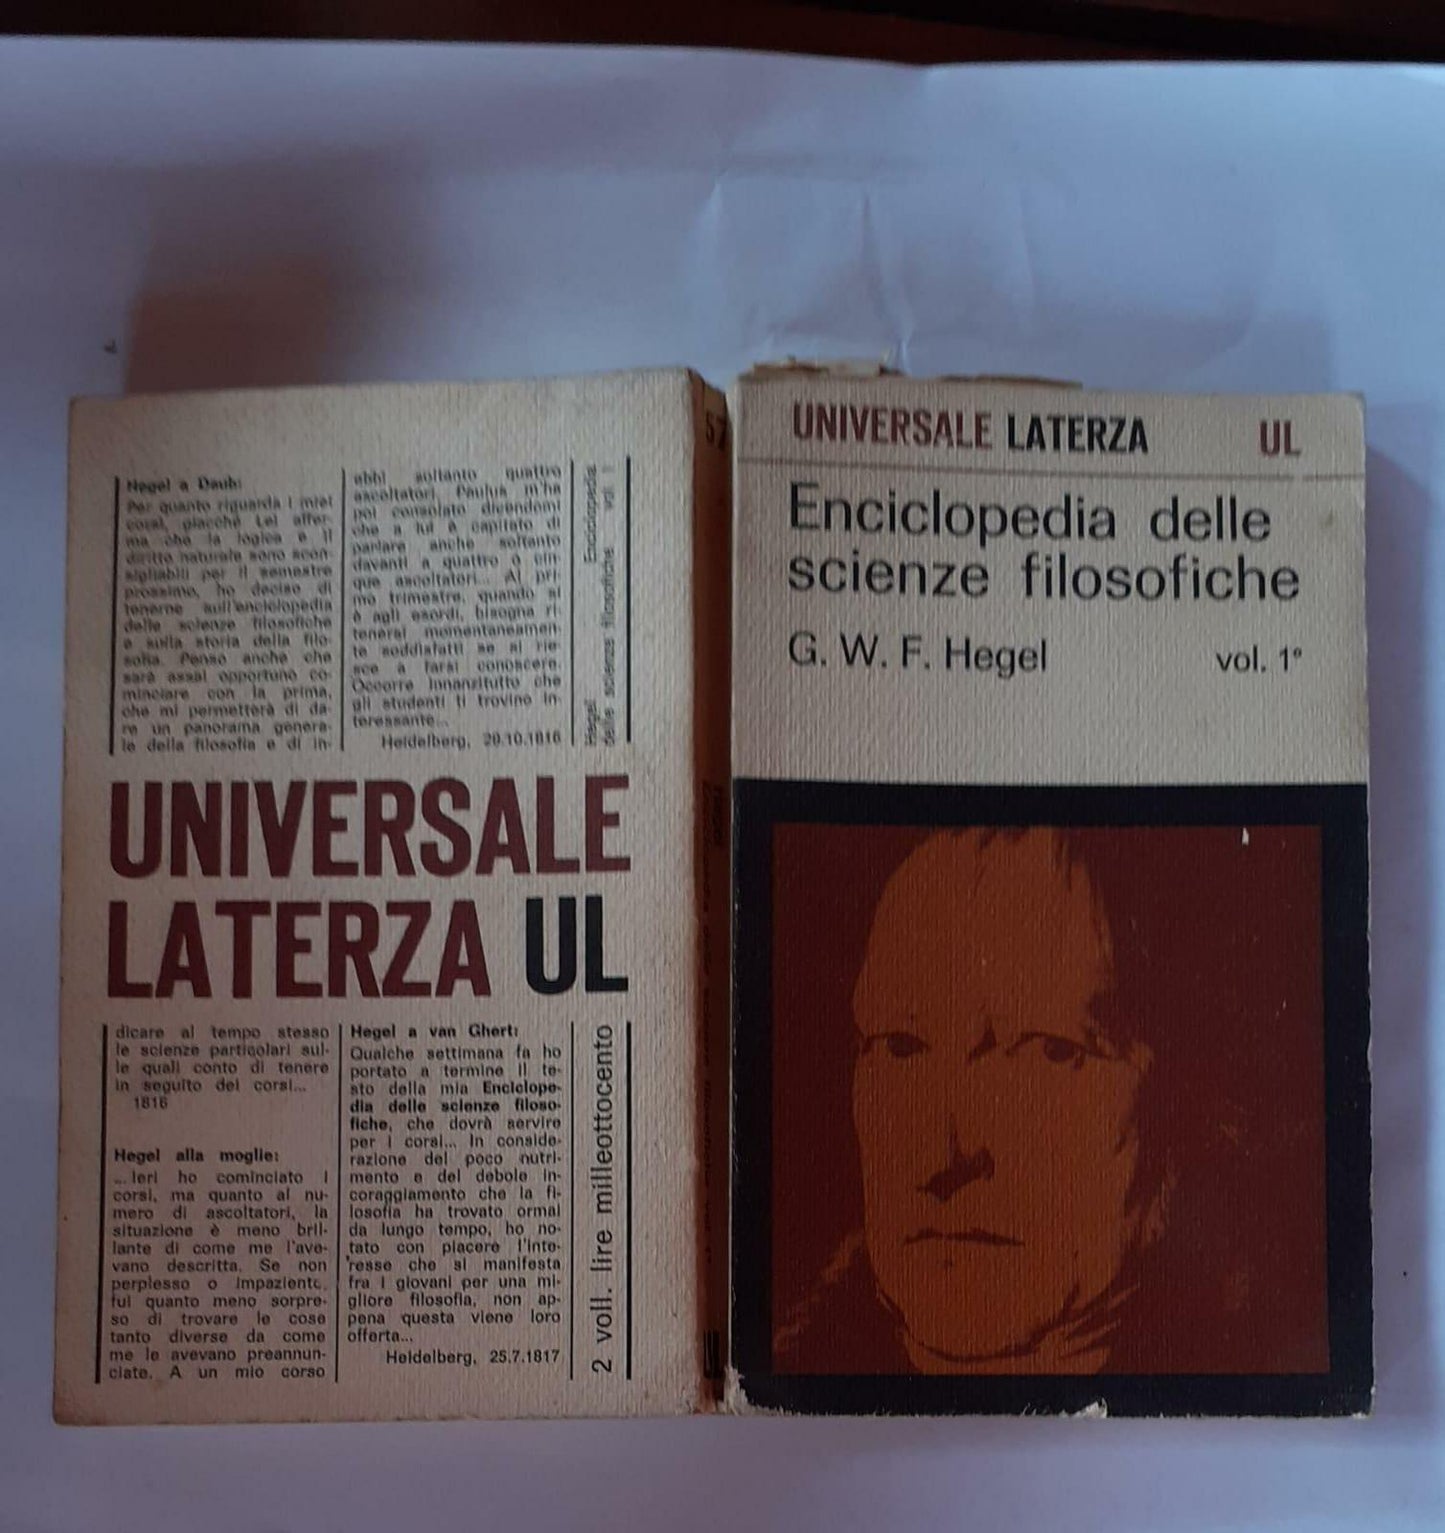 Hegel a Daub:
Per quanto riguarda i miei
corsi, giacché Lei affer-
ma che la logica e il
diritto naturale sono scon-
sigliabili per il semestre
prossimo, ho deciso di
tenerne sull'enciclopedia
delle scienze filosofiche
e sulla storia della filo-
sofia. Penso anche che
sarà assai opportuno co-
minciare con la prima,
che mi permetterà di da-
re un panorama genera-
le della filosofia e di in-
ebbi soltanto quattro
ascoltatori. Paulus m'ha
poi consolato dicendomi
che a lui è capitato di
parlare anche soltanto
davanti a quattro o cin-
que ascoltatori... Al pri-
mo trimestre, quando si
è agli esordi, bisogna ri-
tenersi momentaneamen-
te soddisfatti se si rie-
sce a farsi conoscere.
Occorre innanzitutto che
gli studenti ti trovino in-
teressante...
Heidelberg, 29.10.1816
Hegel Enciclopedia
delle scienze filosofiche vol. I
UNIVERSALE
LATERZA UL
dicare al tempo stesso
le scienze particolari sul-
le quali conto di tenere
in seguito dei corsi...
1816
Hegel alla moglie:
... Ieri ho cominciato i
corsi, ma quanto al nu-
mero di ascoltatori, la
situazione è meno bril-
lante di come me l'ave-
vano descritta. Se non
perplesso o impaziente,
fui quanto meno sorpre-
so di trovare le cose
tanto diverse da come
me le avevano preannun-
ciate. A un mio corso
Hegel a van Ghert:
Qualche settimana fa ho
portato a termine il te-
sto della mia Enciclope-
dia delle scienze filoso-
fiche, che dovrà servire
per i corsi... In conside-
razione del poco nutri-
mento e del debole in-
coraggiamento che la fi-
losofia ha trovato ormai
da lungo tempo, ho no-
tato con piacere l'inte-
resse che si manifesta
fra i giovani per una mi-
gliore filosofia, non ap-
pena questa viene loro
offerta...
Heidelberg, 25.7.1817
2 voll. lire milleottocento
57
UNIVERSALE LATERZA UL
Enciclopedia delle
scienze filosofiche
G. W. F. Hegel vol. 1°